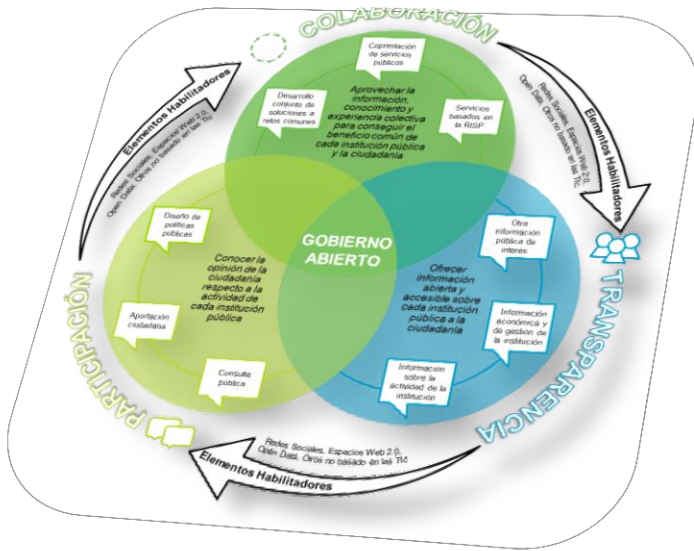 COLABORACIÓN
Coprestación
de servicios
públicos
Desarrollo
conjunto de
soluciones a
retos comunes
Aprovechar la
información,
conocimiento y
experiencia colectiva
para conseguir el
beneficio común de
cada institución pública
y la ciudadanía
Servicios
basados en
la RISP
Elementos Habilitadores
Redes Sociales, Espacios Web 2.0,
Open Data, Otros no basado en las TIC.
Elementos Habilitadores
Redes Sociales, Espacios Web 2.0,
Open Data, Otros no basado en las TIC.
GOBIERNO
ABIERTO
Diseño de
políticas
públicas
Conocer la
opinión de la
ciudadanía
respecto a la
actividad de
cada institución
pública
Aportación
ciudadana
Consulta
pública
PARTICIPACIÓN
Otra
información
pública de
interés
Ofrecer
información
abierta y
accesible sobre
cada institución
pública a la
ciudadanía
Información
económica y
de gestión de
la institución
Información
sobre la
actividad de la
institución
TRANSPARENCIA
Redes Sociales, Espacios Web 2.0,
Open Data, Otros no basado en las TIC.
Elementos Habilitadores